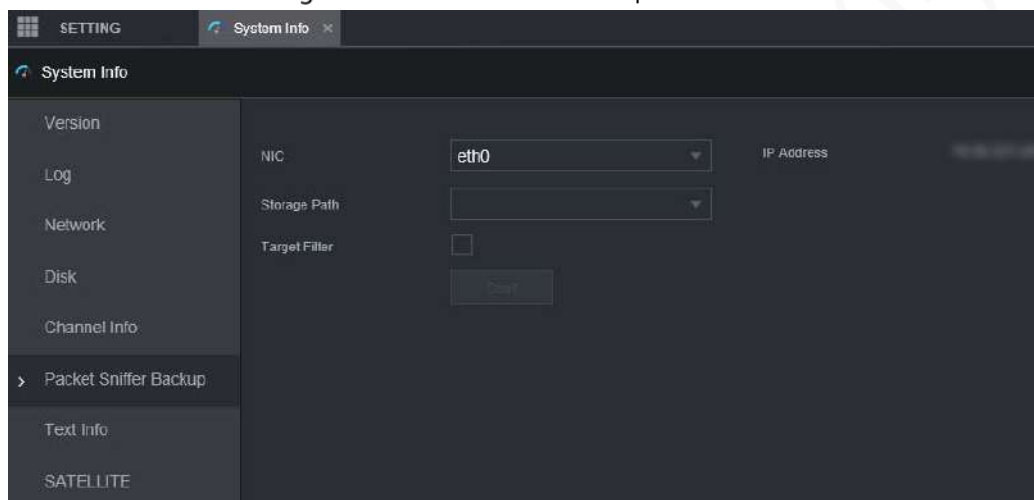 SETTING
System Info ×
System Info
Version
Log
Network
Disk
Channel Info
> Packet Sniffer Backup
Text Info
SATELLITE
NIC
eth0
IP Address
Storage Path
Target Filter
Start